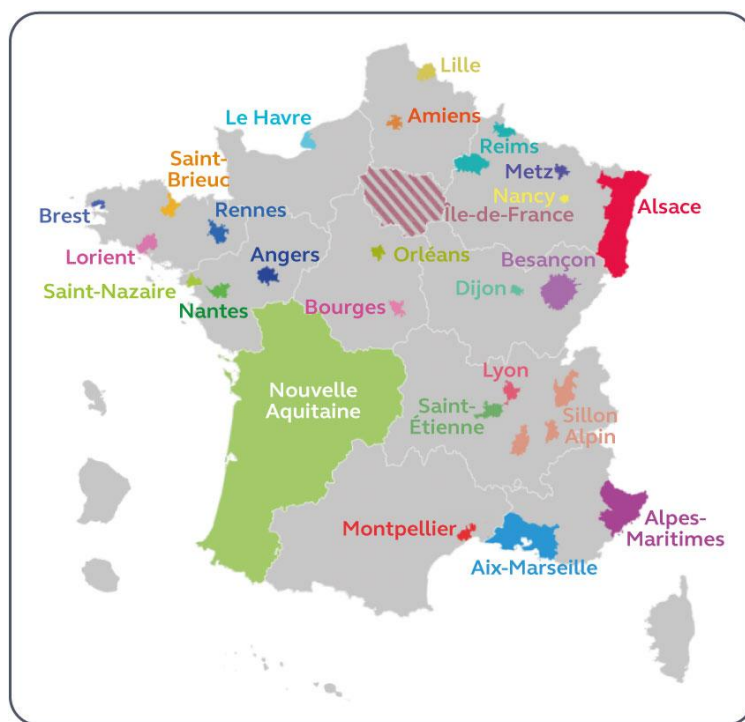 Lille
Le Havre
Amiens
Reims
Saint-
Brieuc
Metz
Nancy
Île-de-France
Alsace
Brest
Rennes
Lorient
Angers
Orléans
Besançon
Saint-Nazaire
Nantes
Bourges
Dijon
Lyon
Nouvelle
Aquitaine
Saint-
Étienne
Sillon
Alpin
Montpellier
Alpes-
Maritimes
Aix-Marseille